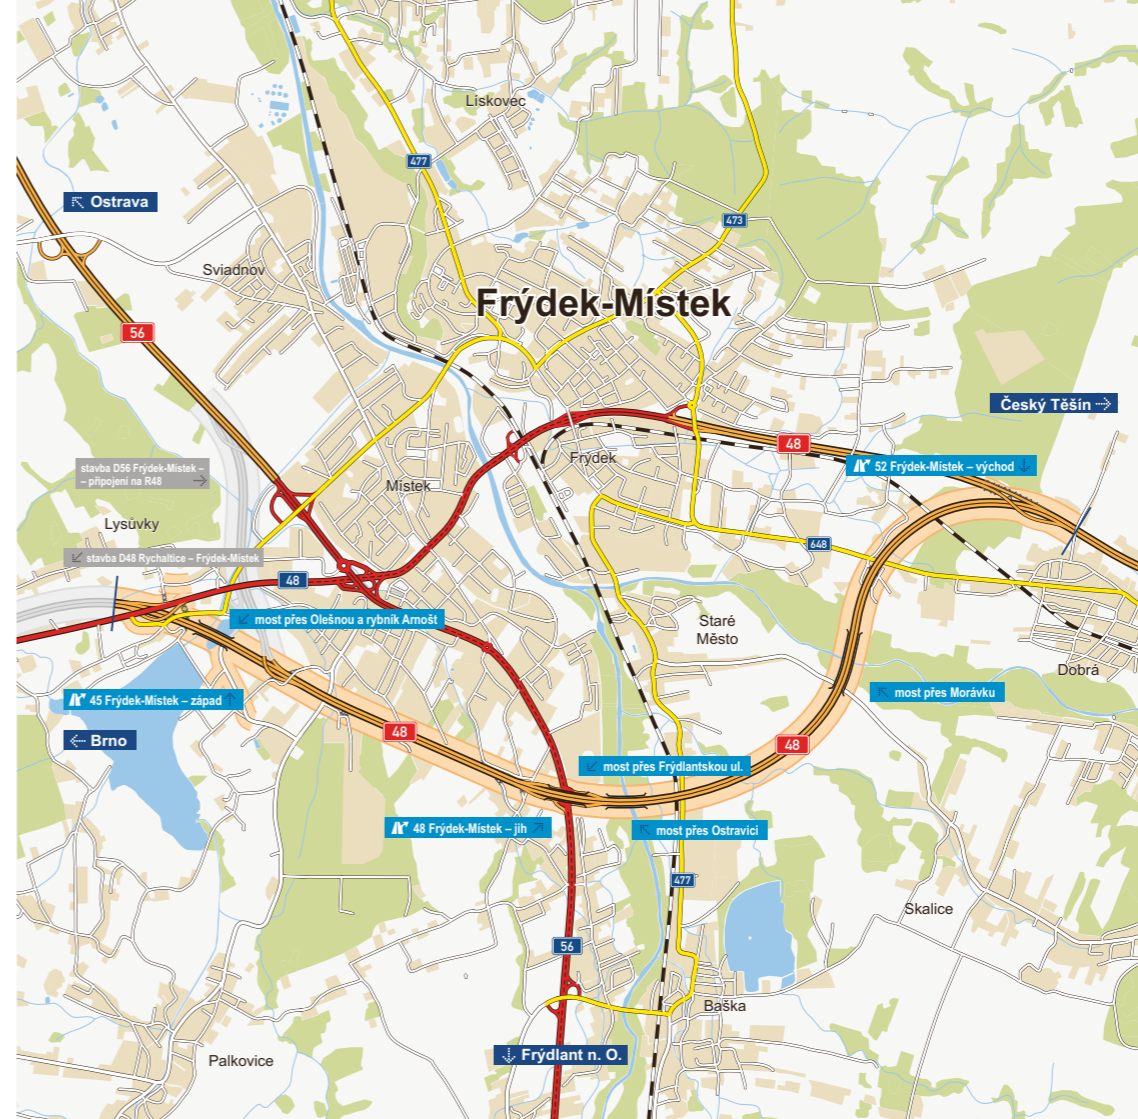 Lískovec
477
Ostrava
473
Sviadnov
Frýdek-Místek
56
Český Těšín
48
stavba D56 Frýdek-Místek –
– připojení na R48
Frýdek
52 Frýdek-Místek – východ
Místek
Lysůvky
648
stavba D48 Rychaltice – Frýdek-Místek
48
most přes Olešnou a rybník Arnošt
Staré
Město
Dobrá
45 Frýdek-Místek – západ
most přes Morávku
48
Brno
48
most přes Frýdlantskou ul.
48 Frýdek-Místek – jih
most přes Ostravici
477
Skalice
56
Baška
Frýdlant n. O.
Palkovice